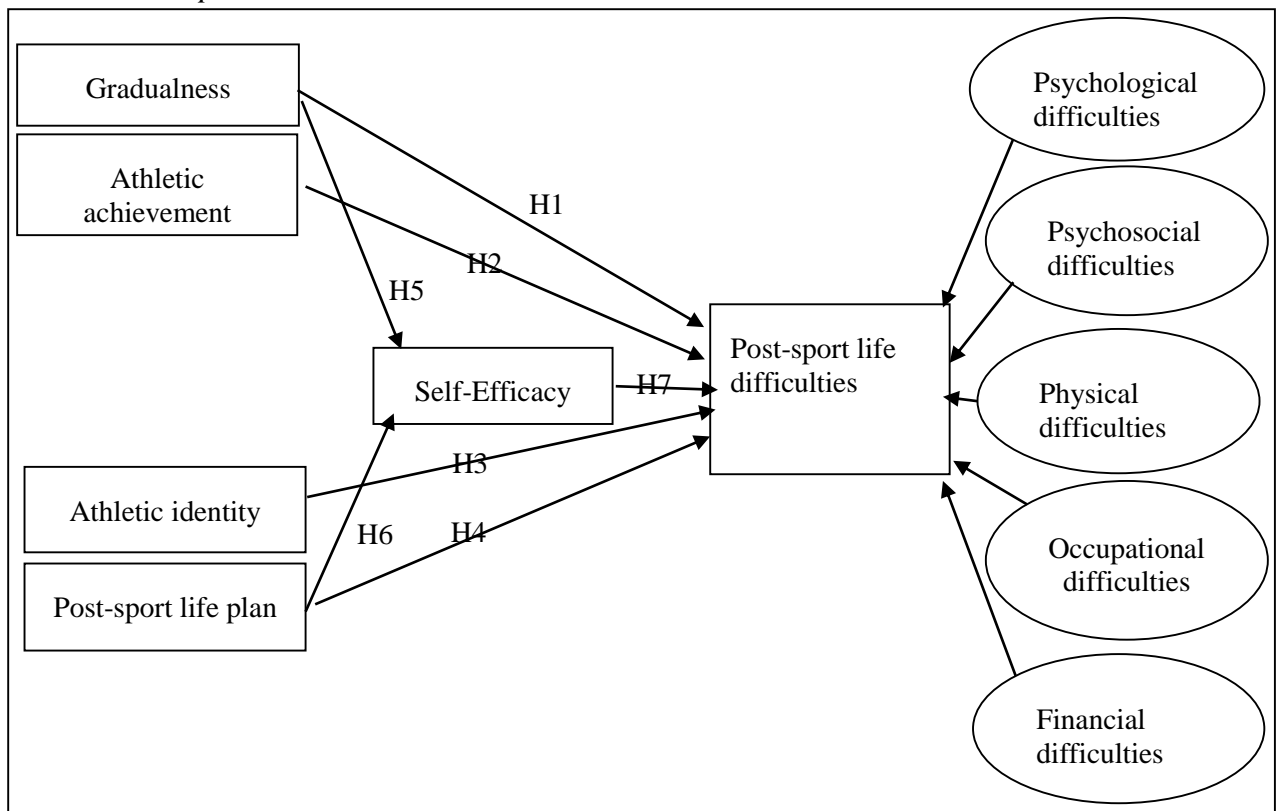 Gradualness
Athletic
achievement
H1
H2
H5
Self-Efficacy
H7
Athletic identity
H3
Post-sport life plan
H6
H4
Post-sport life
difficulties
Psychological
difficulties
Psychosocial
difficulties
Physical
difficulties
Occupational
difficulties
Financial
difficulties